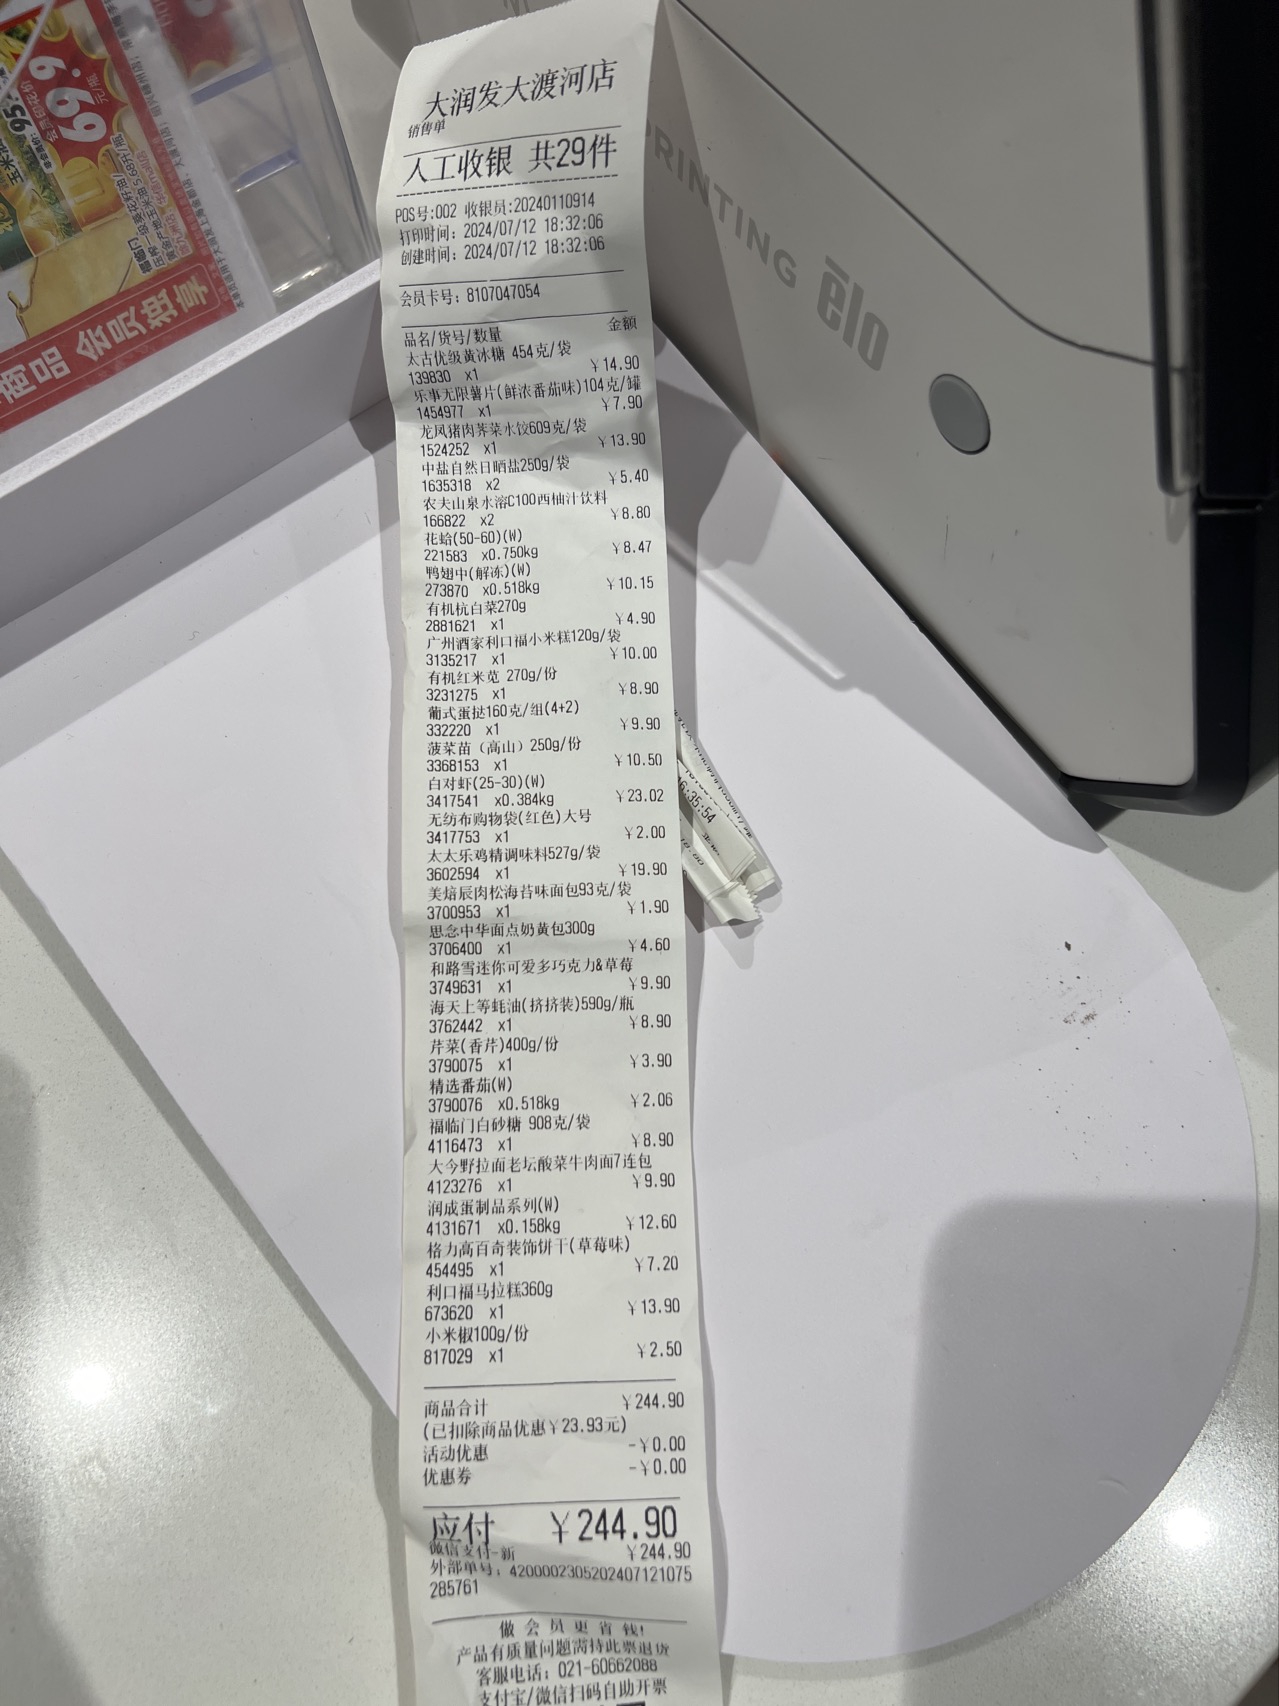 6.69
元/瓶
95
商品 会员独享
PRINTING
elo
大润发大渡河店
销售单
人工收银 共29件
POS号:002 收银员:20240110914
打印时间: 2024/07/12 18:32:06
创建时间: 2024/07/12 18:32:06
会员卡号: 8107047054
品名/货号/数量 金额
太古优级黄冰糖 454克/袋
139830 x1 ¥14.90
乐事无限薯片(鲜浓番茄味)104克/罐
1454977 x1 ¥7.90
龙凤猪肉荠菜水饺609克/袋
1524252 x1 ¥13.90
中盐自然日晒盐250g/袋
1635318 x2 ¥5.40
农夫山泉水溶C100西柚汁饮料
166822 x2 ¥8.80
花蛤(50-60)(W)
221583 x0.750kg ¥8.47
鸭翅中(解冻)(W)
273870 x0.518kg ¥10.15
有机杭白菜270g
2881621 x1 ¥4.90
广州酒家利口福小米糕120g/袋
3135217 x1 ¥10.00
有机红米苋 270g/份
3231275 x1 ¥8.90
葡式蛋挞160克/组(4+2)
332220 x1 ¥9.90
菠菜苗（高山）250g/份
3368153 x1 ¥10.50
白对虾(25-30)(W)
3417541 x0.384kg ¥23.02
无纺布购物袋(红色)大号
3417753 x1 ¥2.00
太太乐鸡精调味料527g/袋
3602594 x1 ¥19.90
美焙辰肉松海苔味面包93克/袋
3700953 x1 ¥1.90
思念中华面点奶黄包300g
3706400 x1 ¥4.60
和路雪迷你可爱多巧克力&草莓
3749631 x1 ¥9.90
海天上等蚝油(挤挤装)590g/瓶
3762442 x1 ¥8.90
芹菜(香芹)400g/份
3790075 x1 ¥3.90
精选番茄(W)
3790076 x0.518kg ¥2.06
福临门白砂糖 908克/袋
4116473 x1 ¥8.90
大今野拉面老坛酸菜牛肉面7连包
4123276 x1 ¥9.90
润成蛋制品系列(W)
4131671 x0.158kg ¥12.60
格力高百奇装饰饼干(草莓味)
454495 x1 ¥7.20
利口福马拉糕360g
673620 x1 ¥13.90
小米椒100g/份
817029 x1 ¥2.50
商品合计 ¥244.90
(已扣除商品优惠¥23.93元)
活动优惠 -¥0.00
优惠券 -¥0.00
应付 ¥244.90
微信支付-新 ¥244.90
外部单号: 4200002305202407121075
285761
做会员更省钱!
产品有质量问题需持此票退货
客服电话: 021-60662088
支付宝/微信扫码自助开票
:35:54